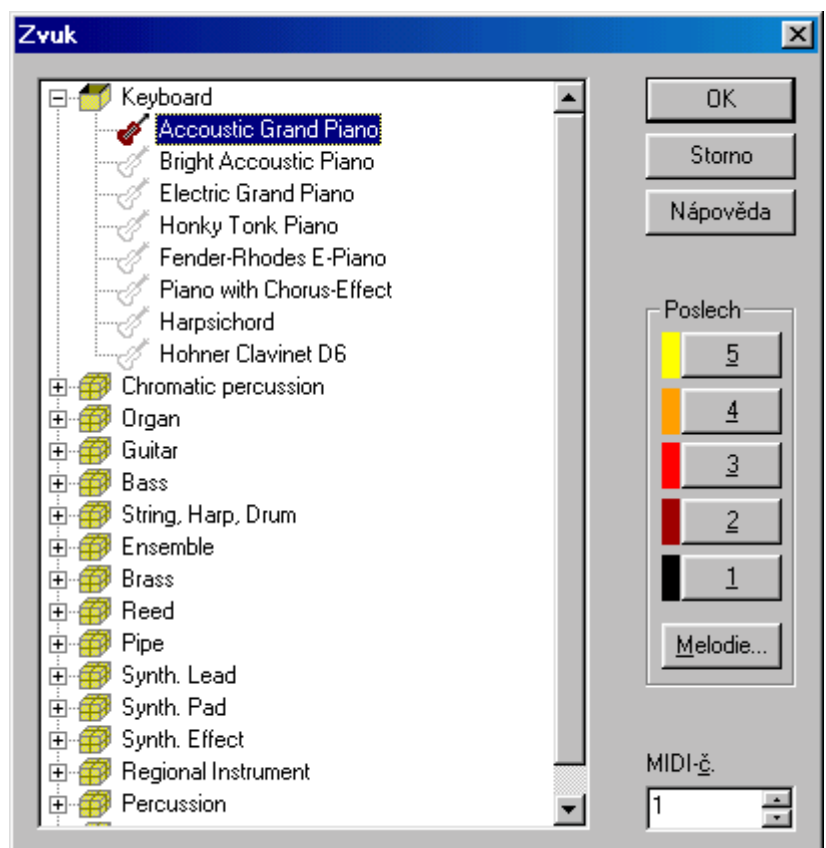 Zvuk
Keyboard
Accoustic Grand Piano
Bright Accoustic Piano
Electric Grand Piano
Honky Tonk Piano
Fender-Rhodes E-Piano
Piano with Chorus-Effect
Harpsichord
Hohner Clavinet D6
Chromatic percussion
Organ
Guitar
Bass
String, Harp, Drum
Ensemble
Brass
Reed
Pipe
Synth. Lead
Synth. Pad
Synth. Effect
Regional Instrument
Percussion
OK
Storno
Nápověda
Poslech
5
4
3
2
1
Melodie...
MIDI-č.
1